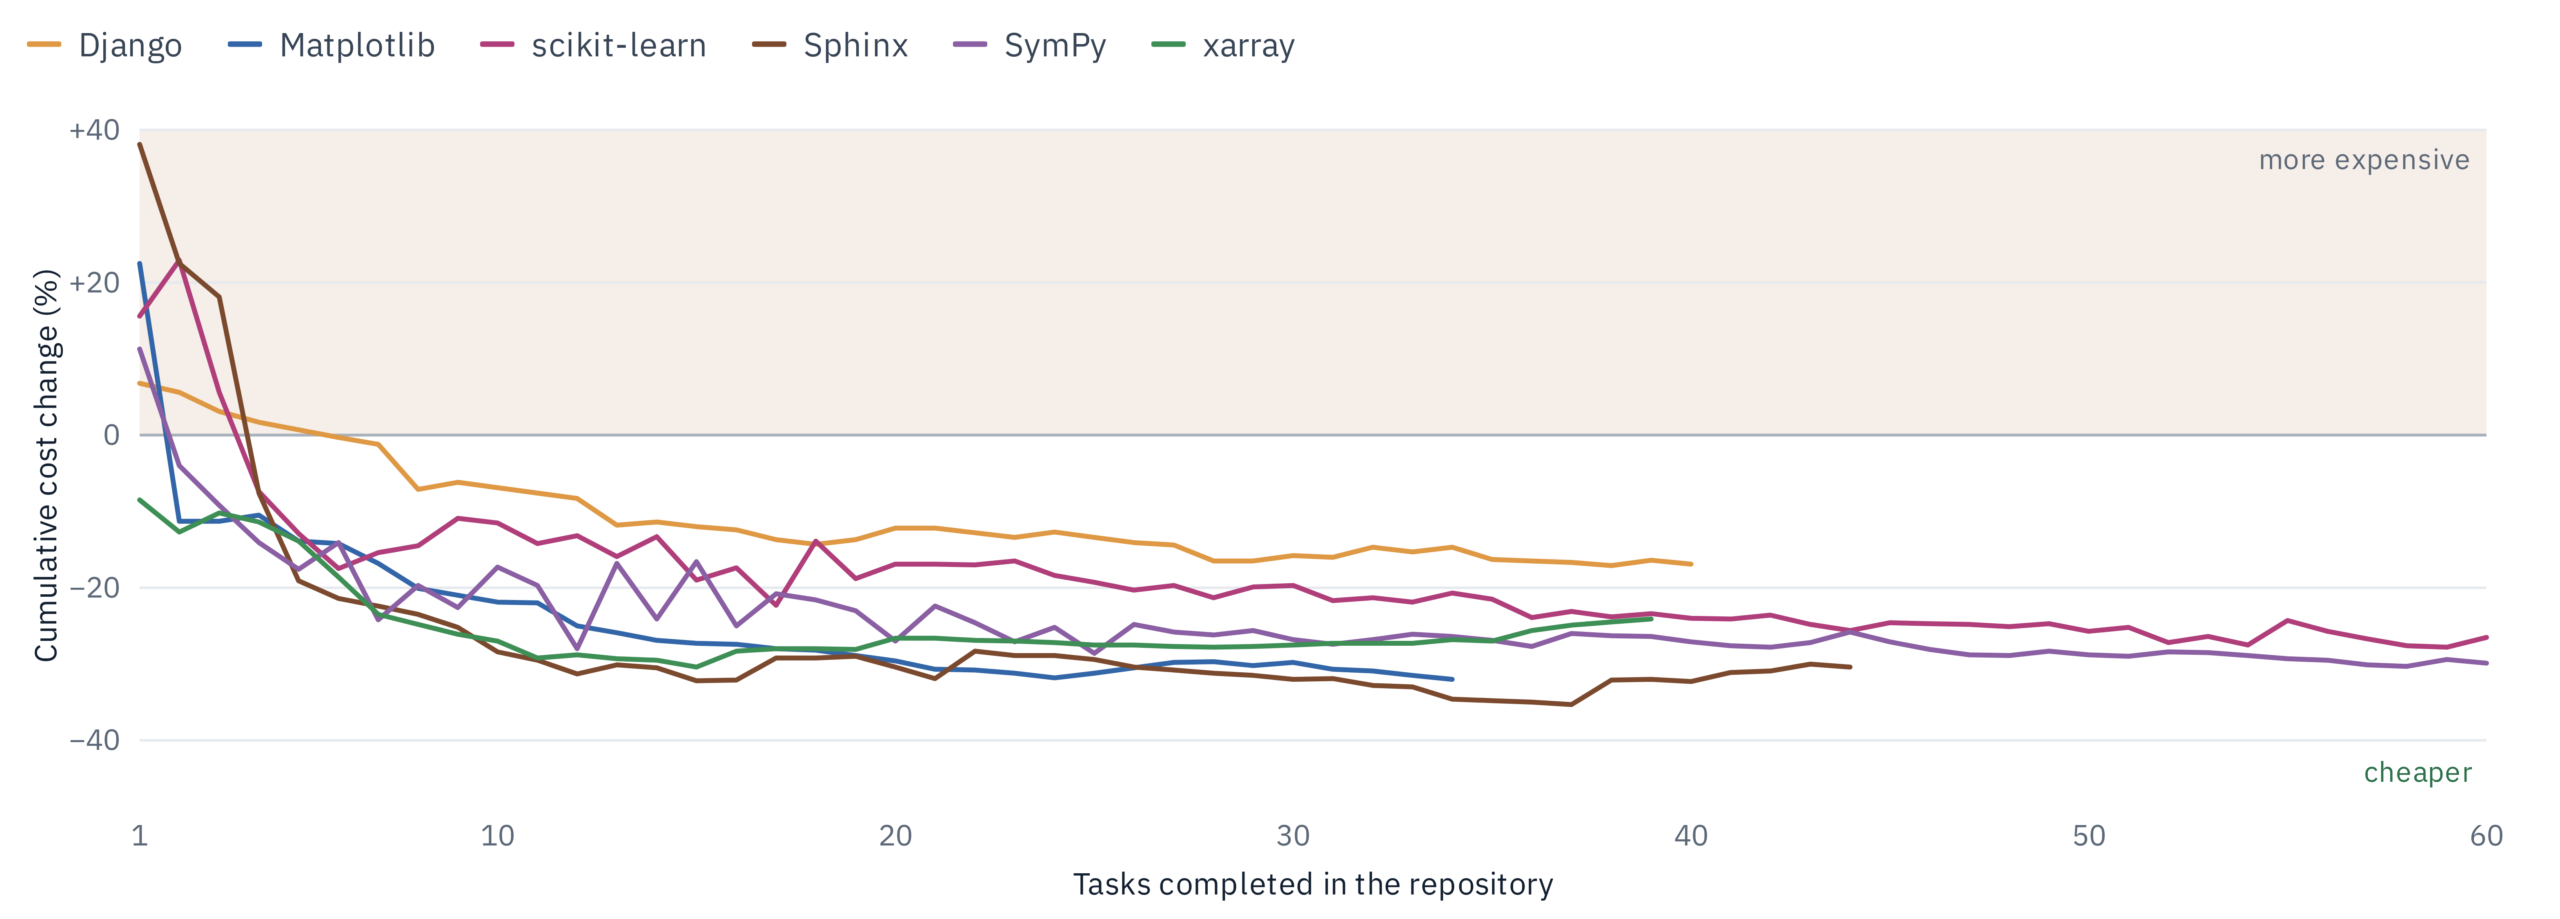 Django Matplotlib scikit-learn Sphinx SymPy xarray
+40
more expensive
+20
0
−20
−40
cheaper
Cumulative cost change (%)
1 10 20 30 40 50 60
Tasks completed in the repository